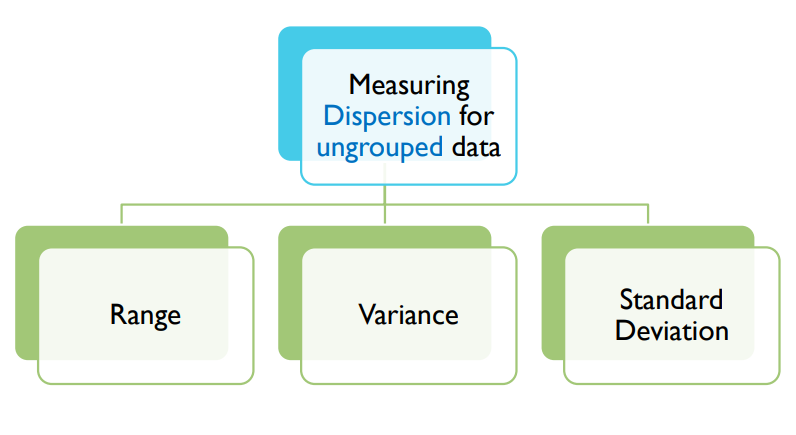 Measuring
Dispersion for
ungrouped data
Range
Variance
Standard
Deviation